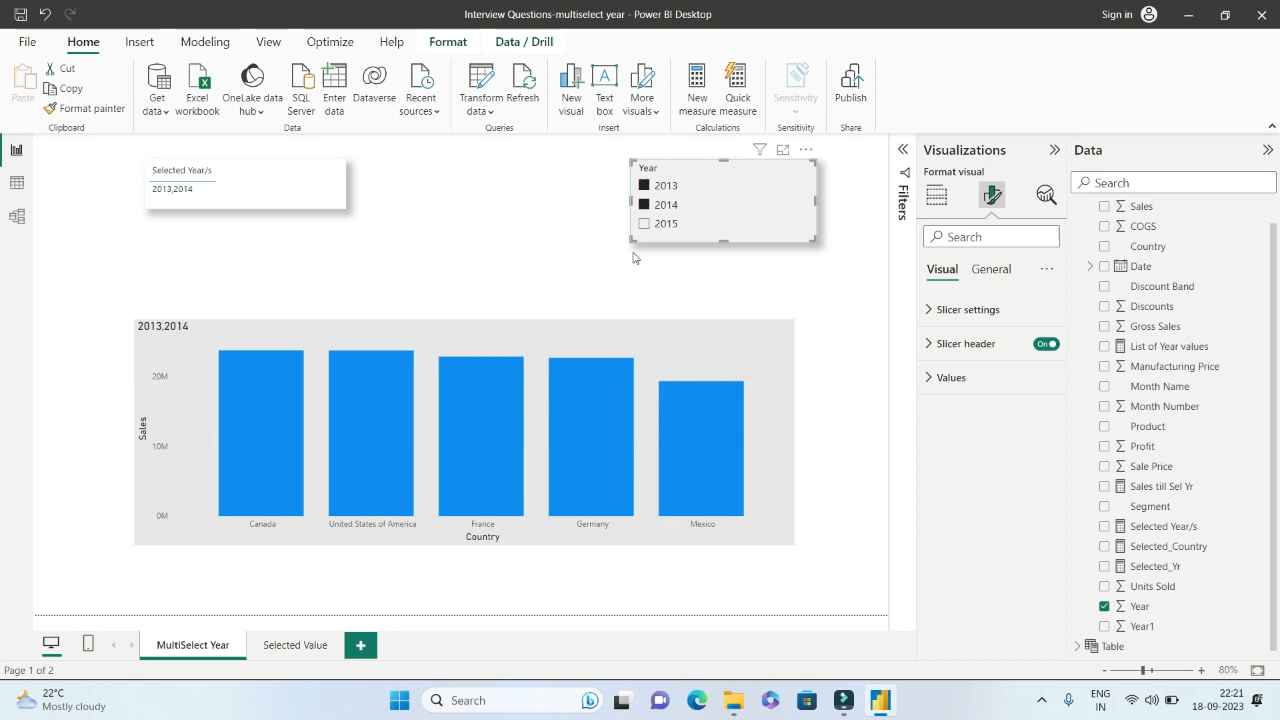 Interview Questions-multiselect year - Power BI Desktop
Sign in
File
Home
Insert
Modeling
View
Optimize
Help
Format
Data / Drill
Paste
Cut
Copy
Format painter
Clipboard
Get data
Excel workbook
OneLake data hub
SQL Server
Enter data
Dataverse
Recent sources
Data
Transform data
Refresh
Queries
New visual
Text box
More visuals
Insert
New measure
Quick measure
Calculations
Sensitivity
Sensitivity
Publish
Share
Selected Year/s
2013,2014
Year
2013
2014
2015
2013,2014
Sales
20M
10M
0M
Canada
United States of America
France
Germany
Mexico
Country
Filters
Visualizations
Format visual
Search
Visual
General
Slicer settings
Slicer header
On
Values
Data
Search
Sales
COGS
Country
Date
Discount Band
Discounts
Gross Sales
List of Year values
Manufacturing Price
Month Name
Month Number
Product
Profit
Sale Price
Sales till Sel Yr
Segment
Selected Year/s
Selected_Country
Selected_Yr
Units Sold
Year
Year1
Table
MultiSelect Year
Selected Value
Page 1 of 2
80%
22°C
Mostly cloudy
Search
ENG
IN
22:21
18-09-2023